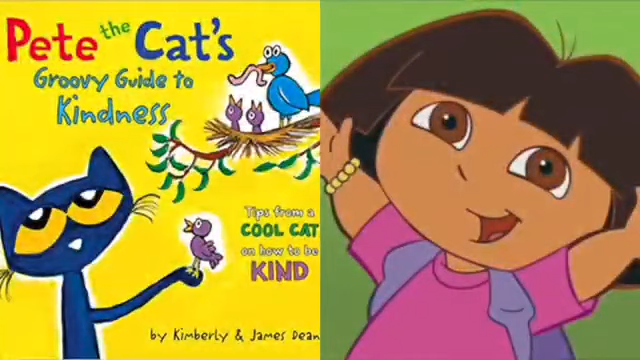 Pete the Cat's
Groovy Guide to
Kindness
Tips from a
COOL CAT
on how to be
KIND
by Kimberly & James Dean